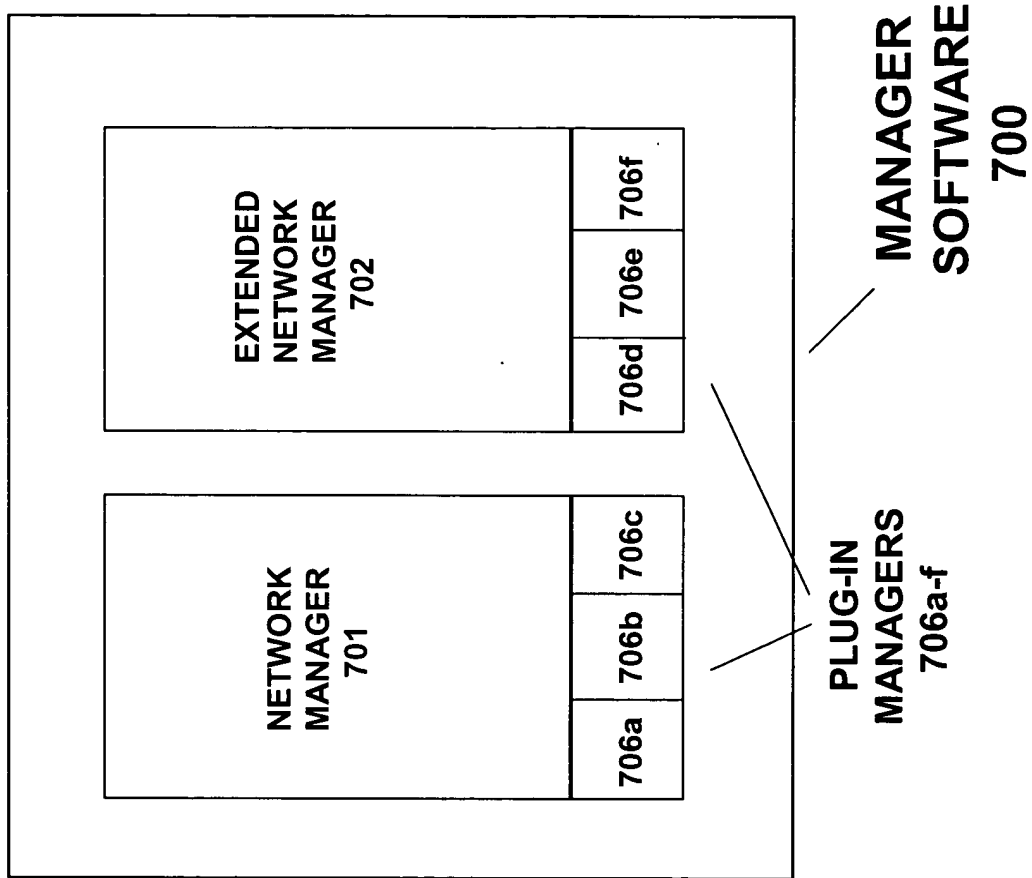 NETWORK
MANAGER
701
706a
706b
706c
EXTENDED
NETWORK
MANAGER
702
706d
706e
706f
PLUG-IN
MANAGERS
706a-f
MANAGER
SOFTWARE
700